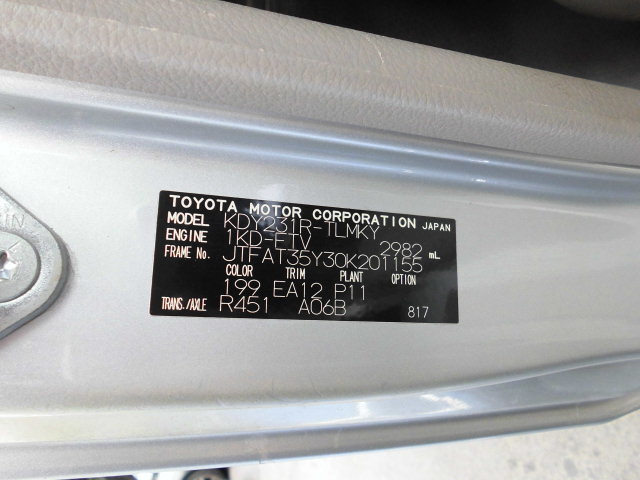 TOYOTA MOTOR CORPORATION JAPAN
MODEL KDY231R-TLMKY
ENGINE 1KD-FTV 2982 mL
FRAME No. JTFAT35Y30K201155
COLOR TRIM PLANT OPTION
199 EA12 P11
TRANS./AXLE R451 A06B 817